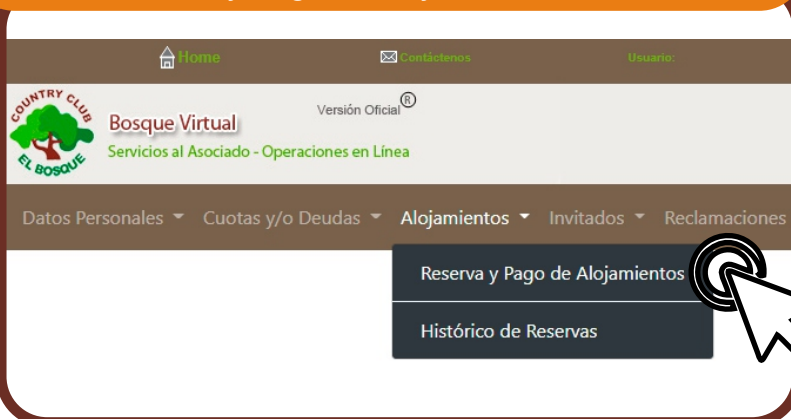 Home
Contáctenos
Usuario:
COUNTRY CLUB
EL BOSQUE
Bosque Virtual
Versión Oficial®
Servicios al Asociado - Operaciones en Línea
Datos Personales Cuotas y/o Deudas Alojamientos Invitados Reclamaciones
Reserva y Pago de Alojamientos
Histórico de Reservas